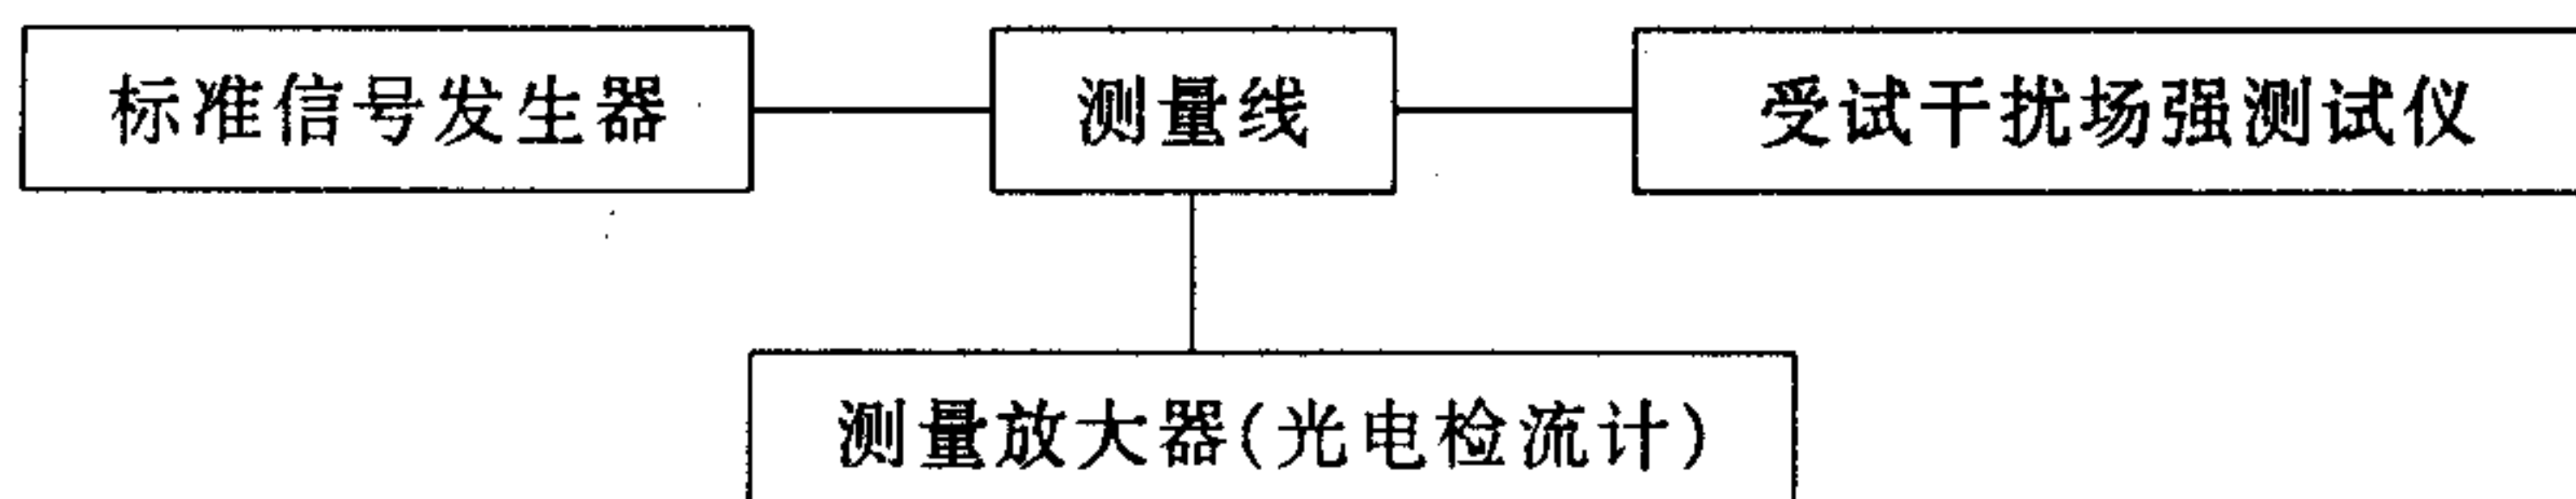 标准信号发生器
测量线
受试干扰场强测试仪
测量放大器(光电检流计)